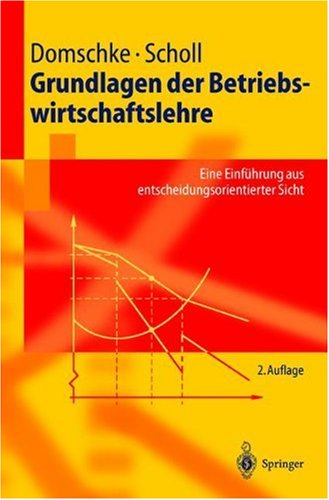 Domschke · Scholl
Grundlagen der Betriebs-
wirtschaftslehre
Eine Einführung aus
entscheidungsorientierter Sicht
2. Auflage
Springer